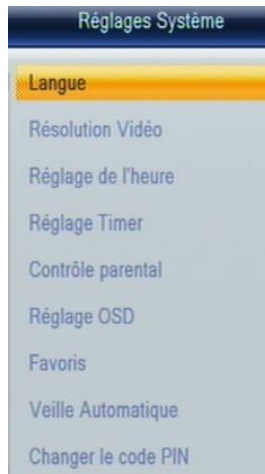 Réglages Système
Langue
Résolution Vidéo
Réglage de l'heure
Réglage Timer
Contrôle parental
Réglage OSD
Favoris
Veille Automatique
Changer le code PIN